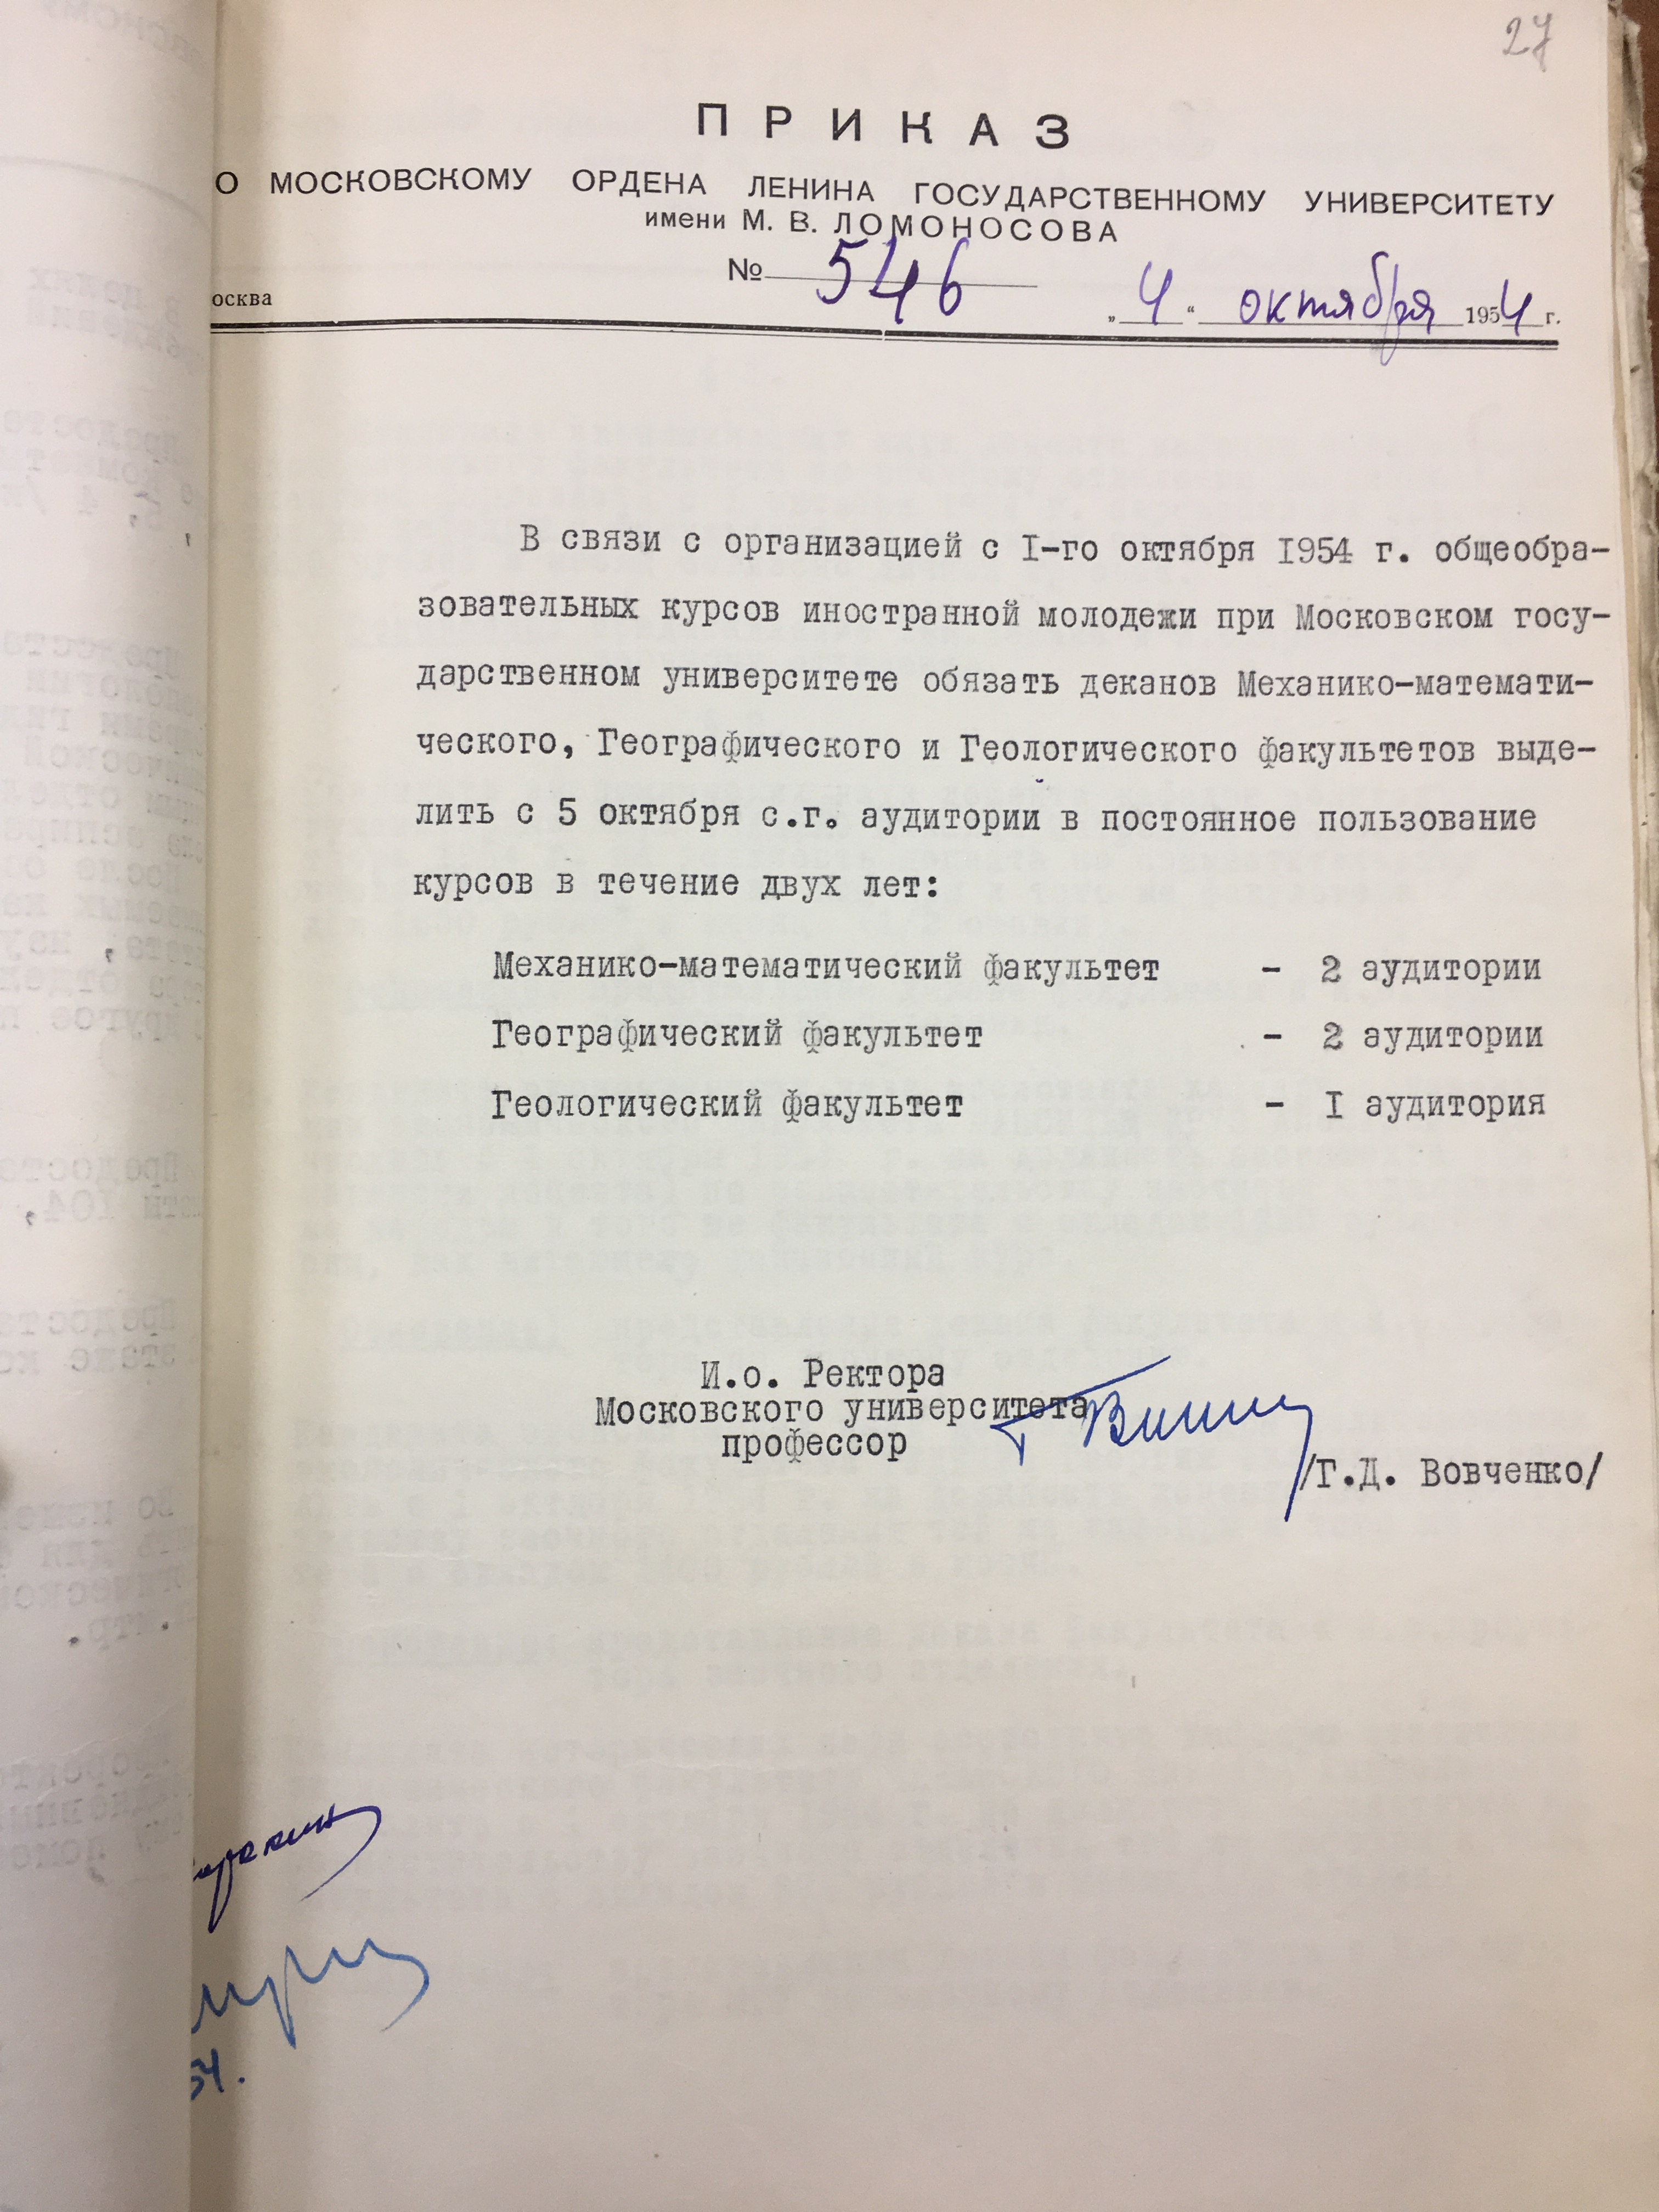 27
ПРИКАЗ
О МОСКОВСКОМУ ОРДЕНА ЛЕНИНА ГОСУДАРСТВЕННОМУ УНИВЕРСИТЕТУ
имени М. В. ЛОМОНОСОВА
№ 546
осква „4“ октября 1954 г.
В связи с организацией с I-го октября 1954 г. общеобра-
зовательных курсов иностранной молодежи при Московском госу-
дарственном университете обязать деканов Механико-математи-
ческого, Географического и Геологического факультетов выде-
лить с 5 октября с.г. аудитории в постоянное пользование
курсов в течение двух лет:
Механико-математический факультет - 2 аудитории
Географический факультет - 2 аудитории
Геологический факультет - I аудитория
И.о. Ректора
Московского университета
профессор
/Г.Д. Вовченко/
54.